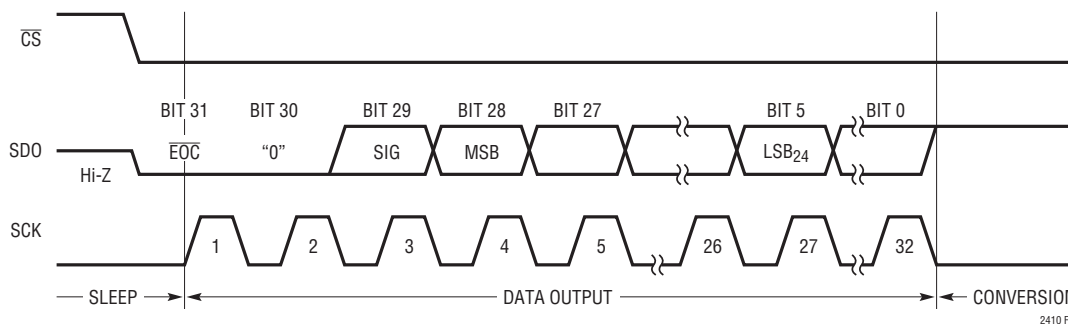 CS
BIT 31 BIT 30 BIT 29 BIT 28 BIT 27 BIT 5 BIT 0
SDO EOC “0” SIG MSB LSB24
Hi-Z
SCK 1 2 3 4 5 26 27 32
SLEEP DATA OUTPUT CONVERSION
2410 F